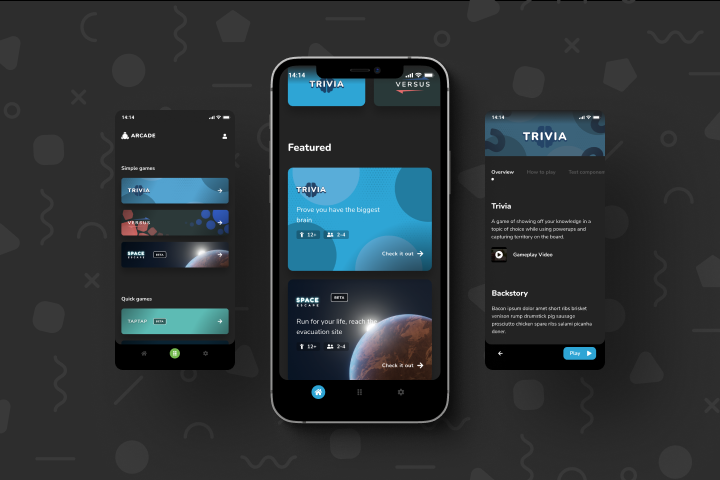 14:14
ARCADE
Simple games
TRIVIA
VERSUS
SPACE
ESCAPE
BETA
Quick games
TAPTAP
BETA
14:14
TRIVIA
VERSUS
Featured
TRIVIA
Prove you have the biggest
brain
12+
2-4
Check it out
SPACE
ESCAPE
BETA
Run for your life, reach the
evacuation site
12+
2-4
Check it out
14:14
TRIVIA
Overview
How to play
Test componen
Trivia
A game of showing off your knowledge in a
topic of choice while using powerups and
capturing territory on the board.
Gameplay Video
Backstory
Bacon ipsum dolor amet short ribs brisket
venison rump drumstick pig sausage
prosciutto chicken spare ribs salami picanha
doner.
Play